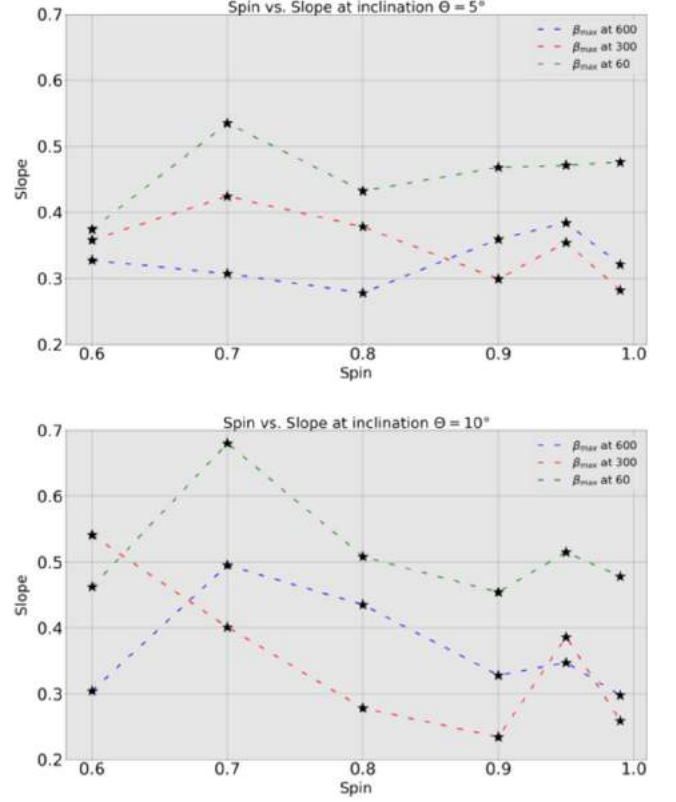 Spin vs. Slope at inclination Θ = 5°
0.7
β_max at 600
β_max at 300
β_max at 60
0.6
0.5
Slope
0.4
0.3
0.2
0.6 0.7 0.8 0.9 1.0
Spin
Spin vs. Slope at inclination Θ = 10°
0.7
β_max at 600
β_max at 300
β_max at 60
0.6
0.5
Slope
0.4
0.3
0.2
0.6 0.7 0.8 0.9 1.0
Spin